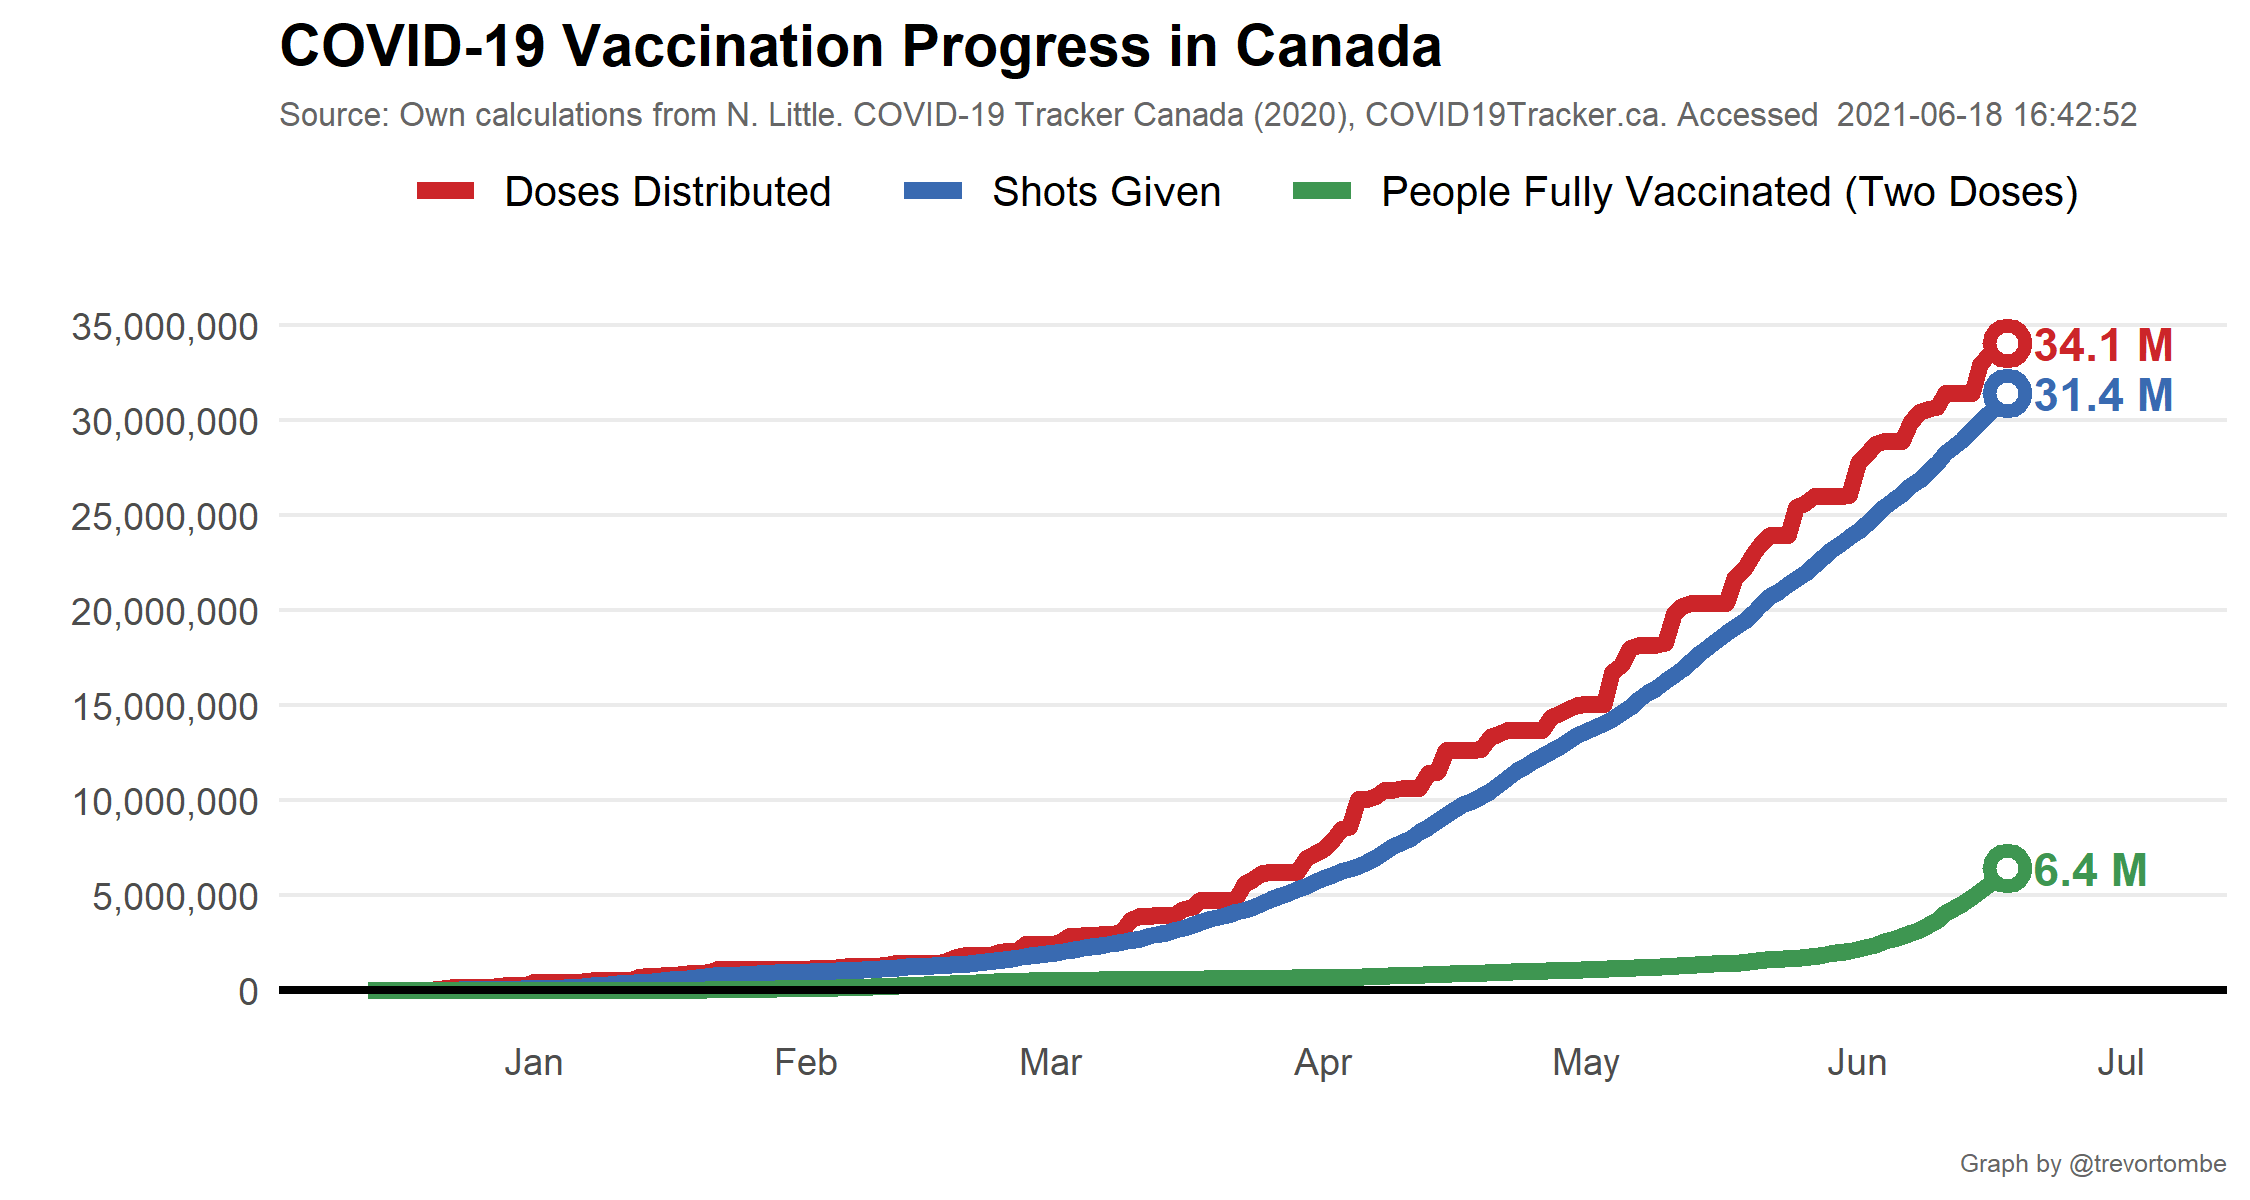 COVID-19 Vaccination Progress in Canada
Source: Own calculations from N. Little. COVID-19 Tracker Canada (2020), COVID19Tracker.ca. Accessed  2021-06-18 16:42:52
Doses Distributed
Shots Given
People Fully Vaccinated (Two Doses)
35,000,000
30,000,000
25,000,000
20,000,000
15,000,000
10,000,000
5,000,000
0
34.1 M
31.4 M
6.4 M
Jan
Feb
Mar
Apr
May
Jun
Jul
Graph by @trevortombe